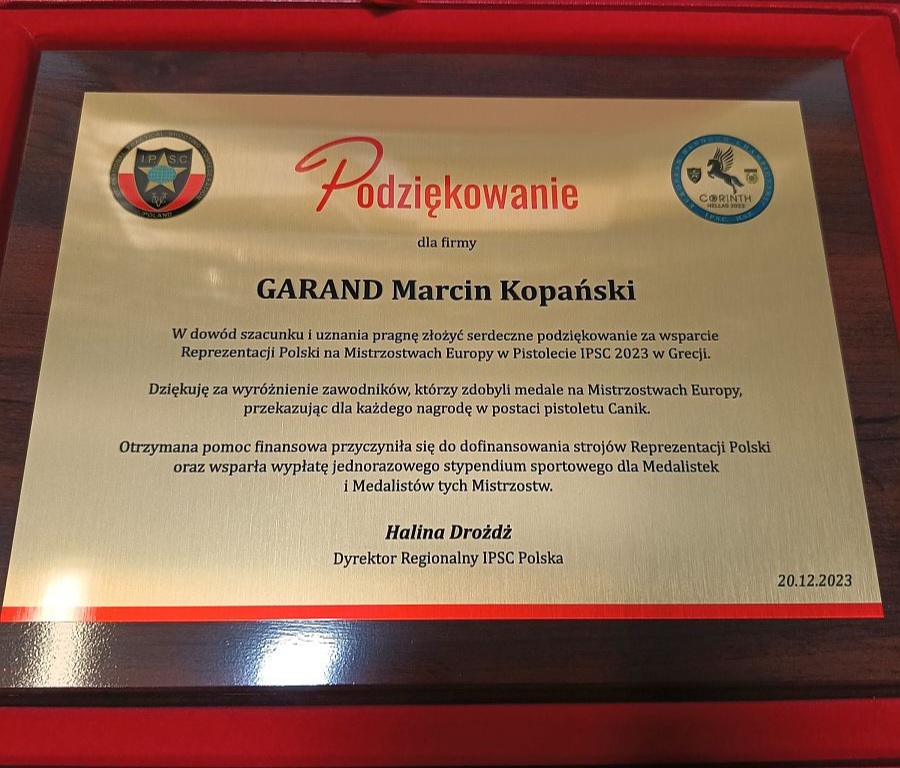 I.P.S.C
POLAND
Podziękowanie
CORINTH
HELLAS 2023
dla firmy
GARAND Marcin Kopański
W dowód szacunku i uznania pragnę złożyć serdeczne podziękowanie za wsparcie
Reprezentacji Polski na Mistrzostwach Europy w Pistolecie IPSC 2023 w Grecji.
Dziękuję za wyróżnienie zawodników, którzy zdobyli medale na Mistrzostwach Europy,
przekazując dla każdego nagrodę w postaci pistoletu Canik.
Otrzymana pomoc finansowa przyczyniła się do dofinansowania strojów Reprezentacji Polski
oraz wsparła wypłatę jednorazowego stypendium sportowego dla Medalistek
i Medalistów tych Mistrzostw.
Halina Drożdż
Dyrektor Regionalny IPSC Polska
20.12.2023